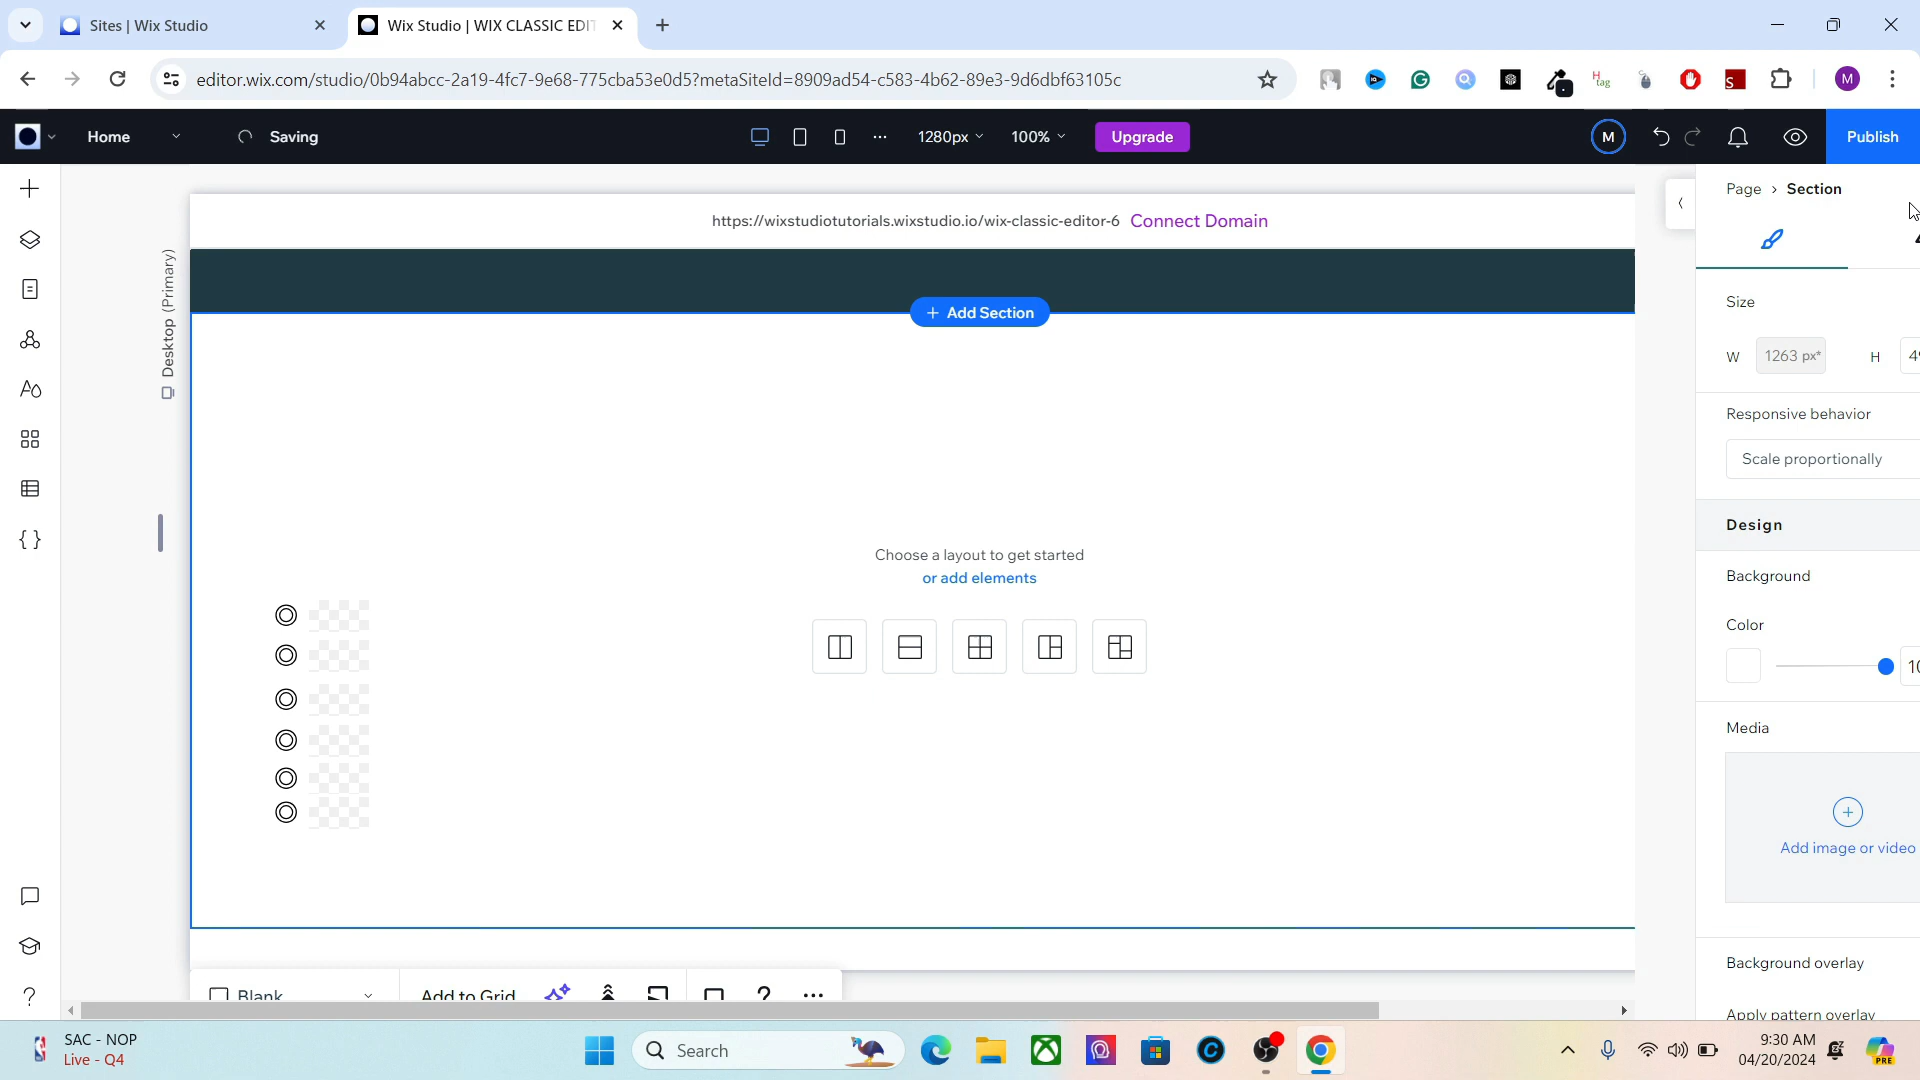 Sites | Wix Studio
Wix Studio | WIX CLASSIC EDIT
editor.wix.com/studio/0b94abcc-2a19-4fc7-9e68-775cba53e0d5?metaSiteId=8909ad54-c583-4b62-89e3-9d6dbf63105c
H
tag
S
M
Home
Saving
1280px
100%
Upgrade
M
Publish
Page > Section
https://wixstudiotutorials.wixstudio.io/wix-classic-editor-6 Connect Domain
Desktop (Primary)
+ Add Section
Size
W 1263 px* H 49
Responsive behavior
Scale proportionally
Design
Choose a layout to get started
or add elements
Background
Color
10
Media
Add image or video
Background overlay
Apply pattern overlay
Blank
Add to Grid
SAC - NOP
Live - Q4
Search
9:30 AM
04/20/2024
PRE